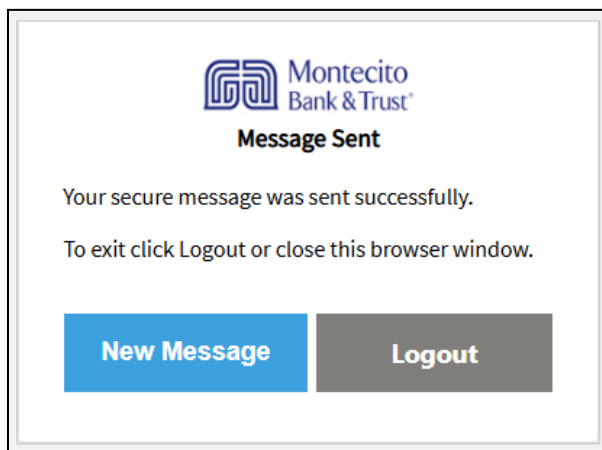 Montecito
Bank & Trust®
Message Sent
Your secure message was sent successfully.
To exit click Logout or close this browser window.
New Message
Logout